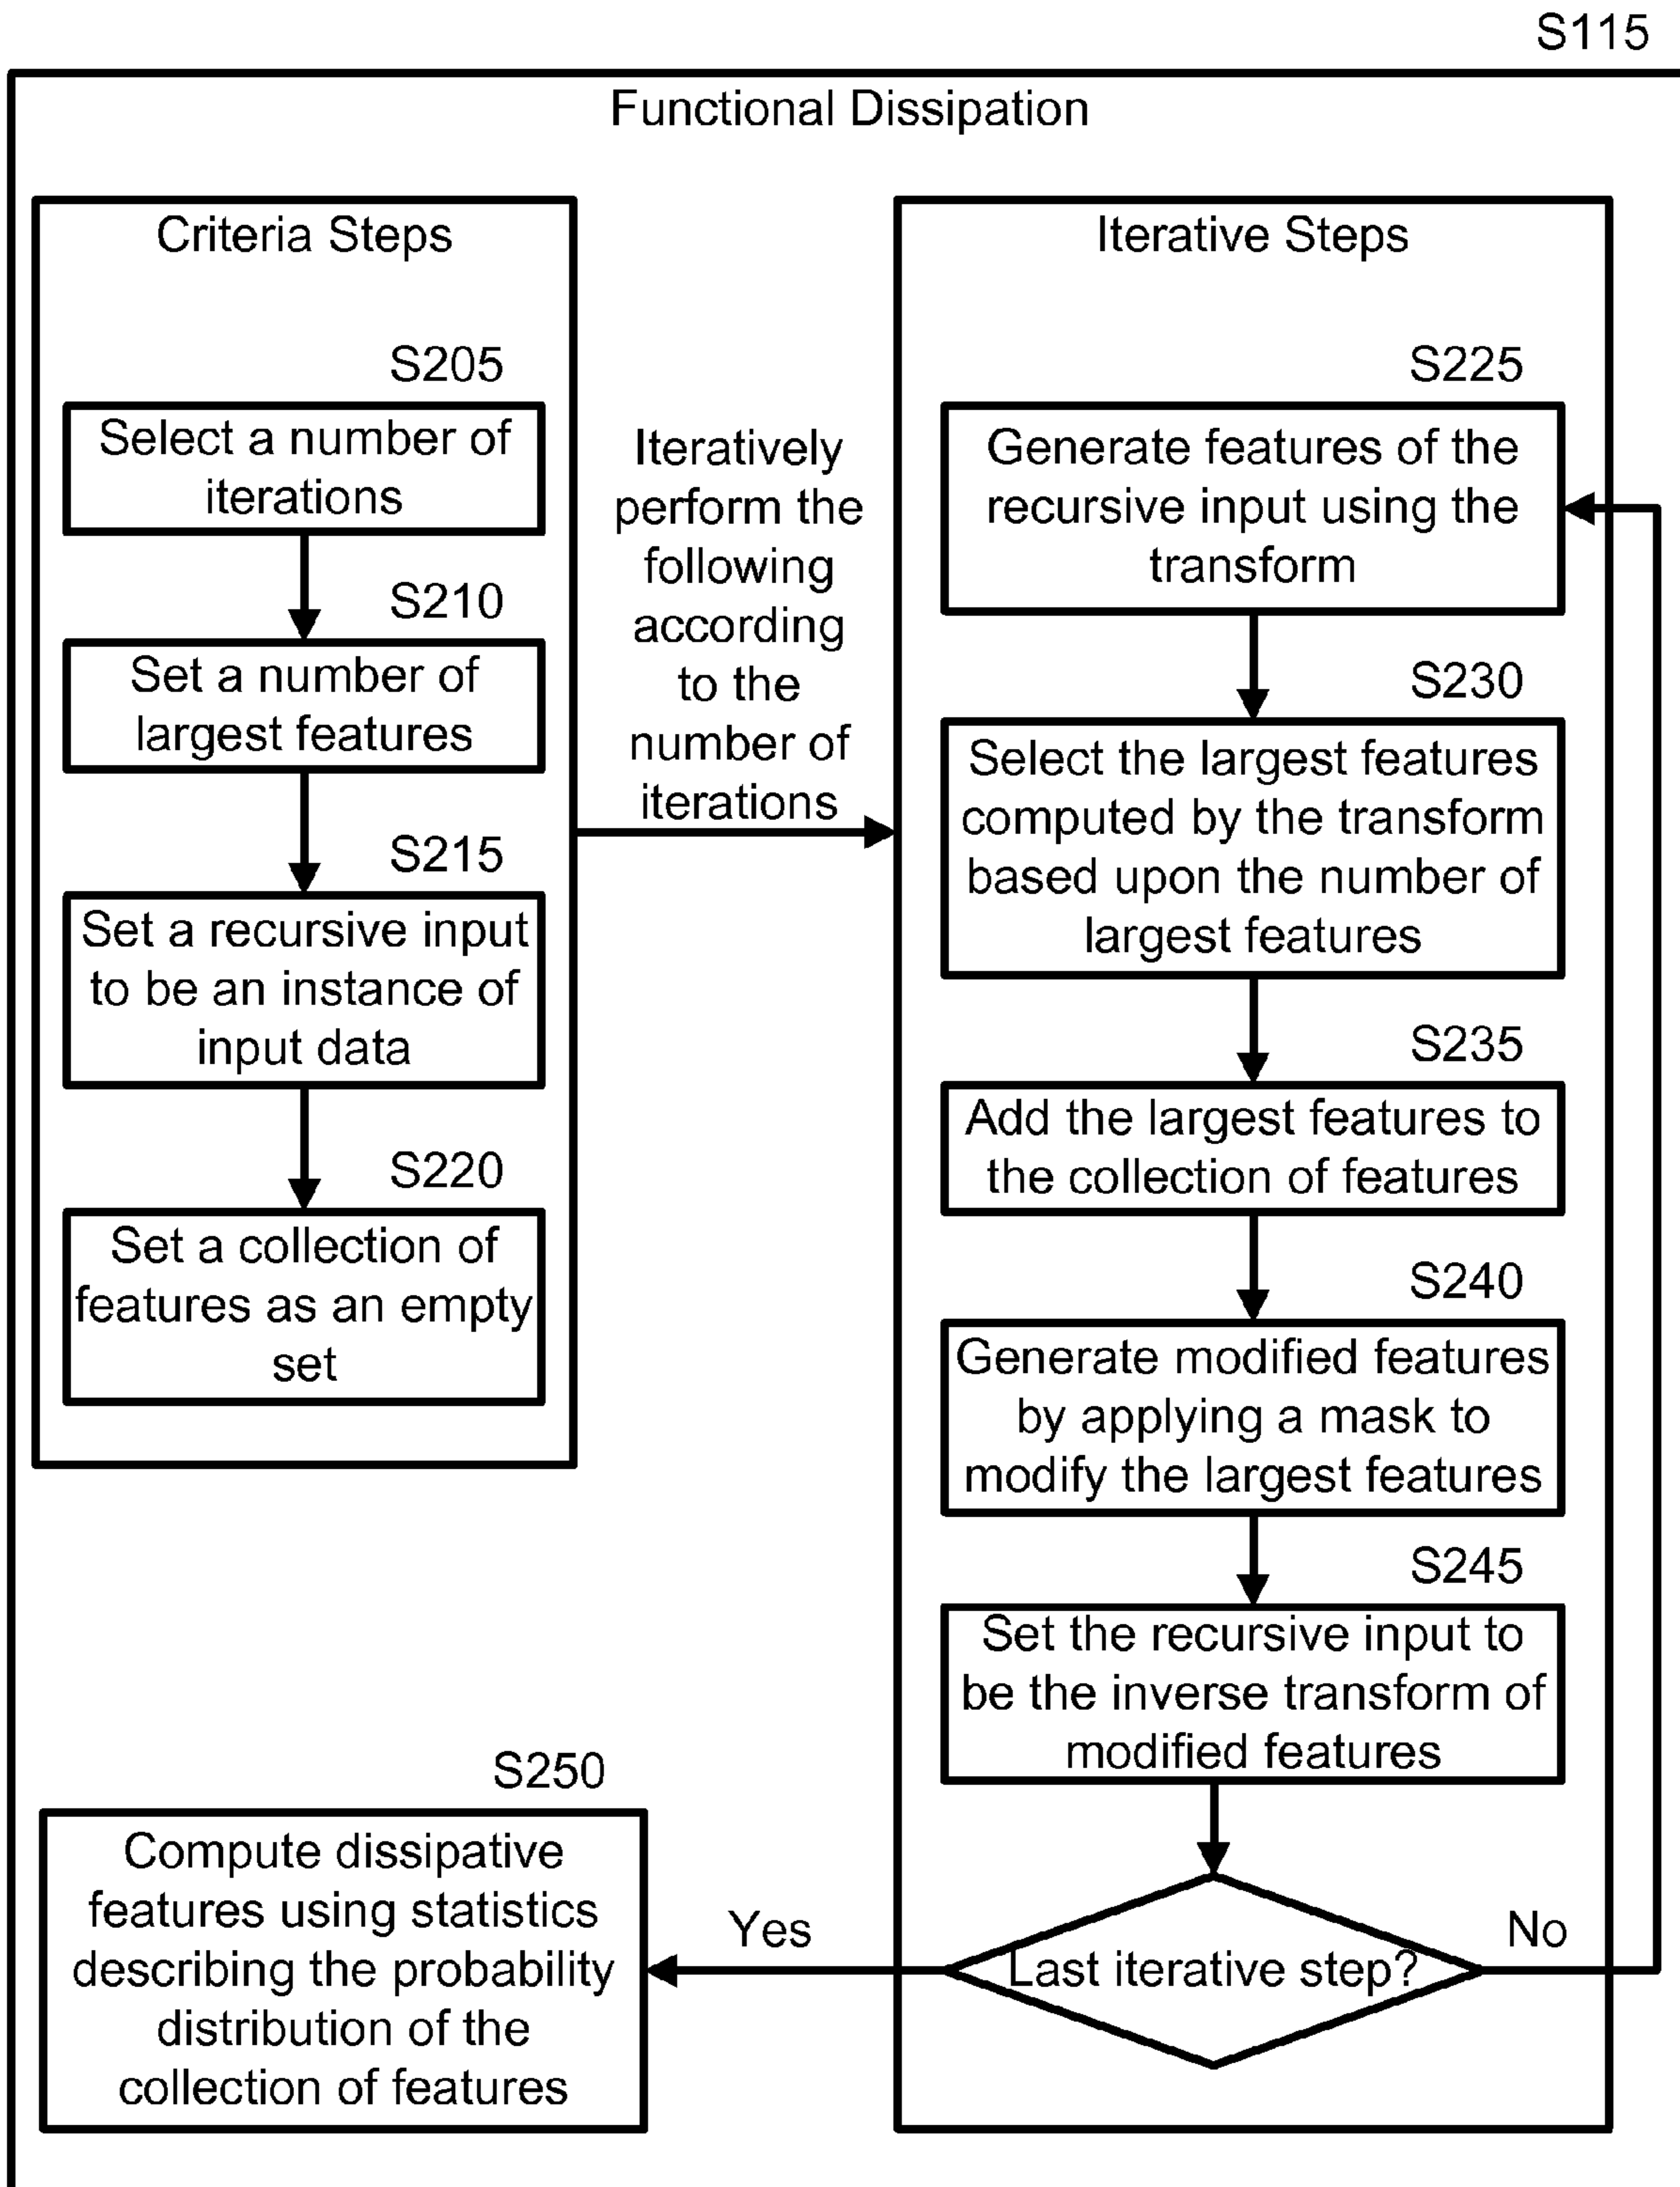 S115
Functional Dissipation
Criteria Steps
S205
Select a number of
iterations
S210
Set a number of
largest features
S215
Set a recursive input
to be an instance of
input data
S220
Set a collection of
features as an empty
set
Iteratively
perform the
following
according
to the
number of
iterations
Iterative Steps
S225
Generate features of the
recursive input using the
transform
S230
Select the largest features
computed by the transform
based upon the number of
largest features
S235
Add the largest features to
the collection of features
S240
Generate modified features
by applying a mask to
modify the largest features
S245
Set the recursive input to
be the inverse transform of
modified features
Last iterative step?
No
Yes
S250
Compute dissipative
features using statistics
describing the probability
distribution of the
collection of features